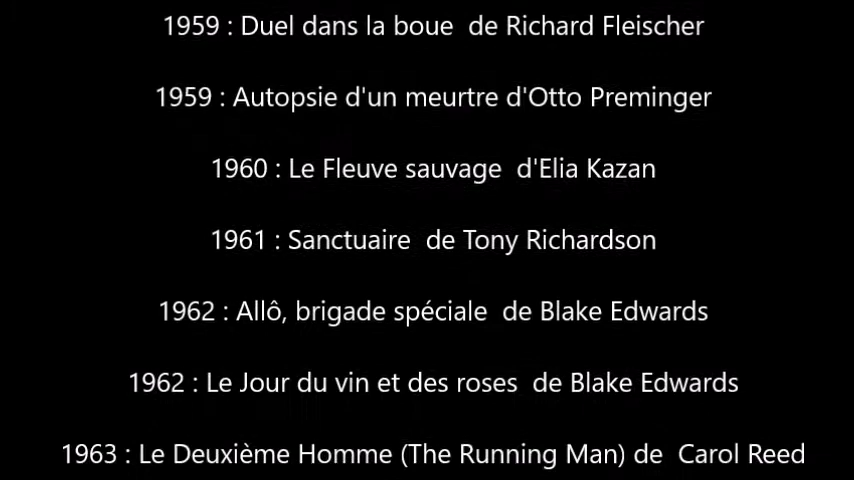 1959 : Duel dans la boue  de Richard Fleischer
1959 : Autopsie d'un meurtre d'Otto Preminger
1960 : Le Fleuve sauvage  d'Elia Kazan
1961 : Sanctuaire  de Tony Richardson
1962 : Allô, brigade spéciale  de Blake Edwards
1962 : Le Jour du vin et des roses  de Blake Edwards
1963 : Le Deuxième Homme (The Running Man) de  Carol Reed